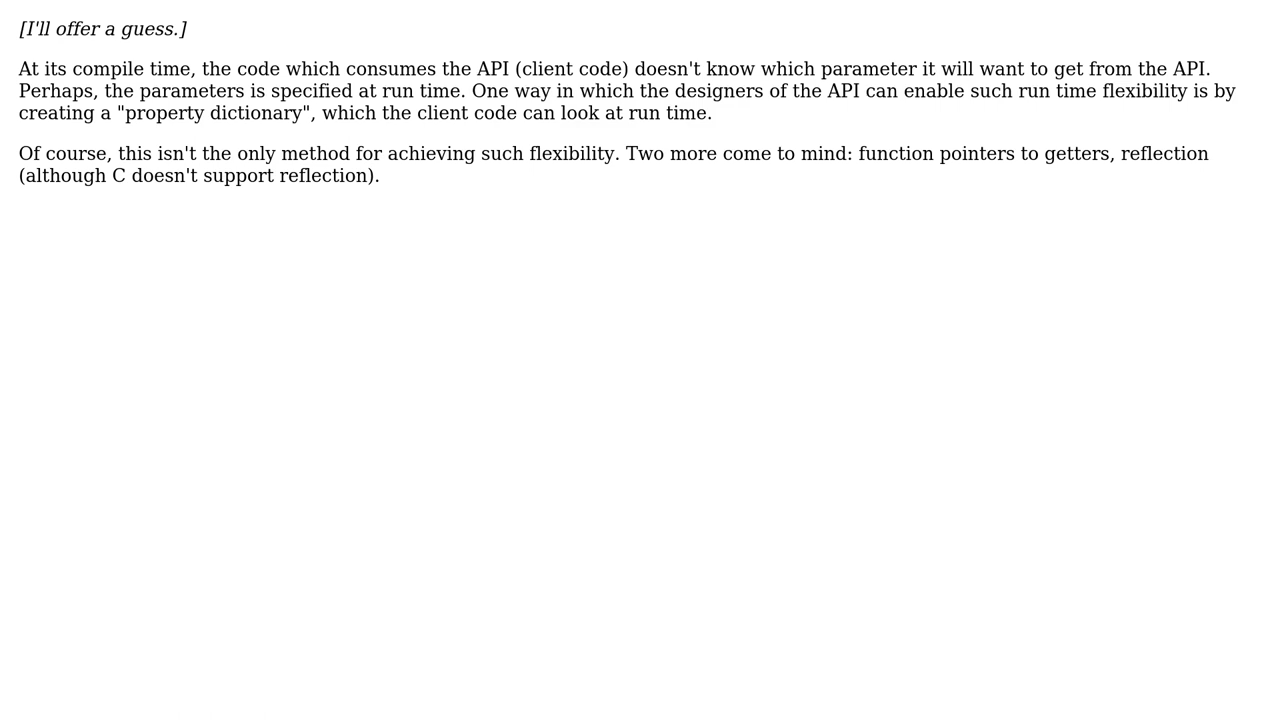 [I'll offer a guess.]
At its compile time, the code which consumes the API (client code) doesn't know which parameter it will want to get from the API.
Perhaps, the parameters is specified at run time. One way in which the designers of the API can enable such run time flexibility is by
creating a "property dictionary", which the client code can look at run time.
Of course, this isn't the only method for achieving such flexibility. Two more come to mind: function pointers to getters, reflection
(although C doesn't support reflection).